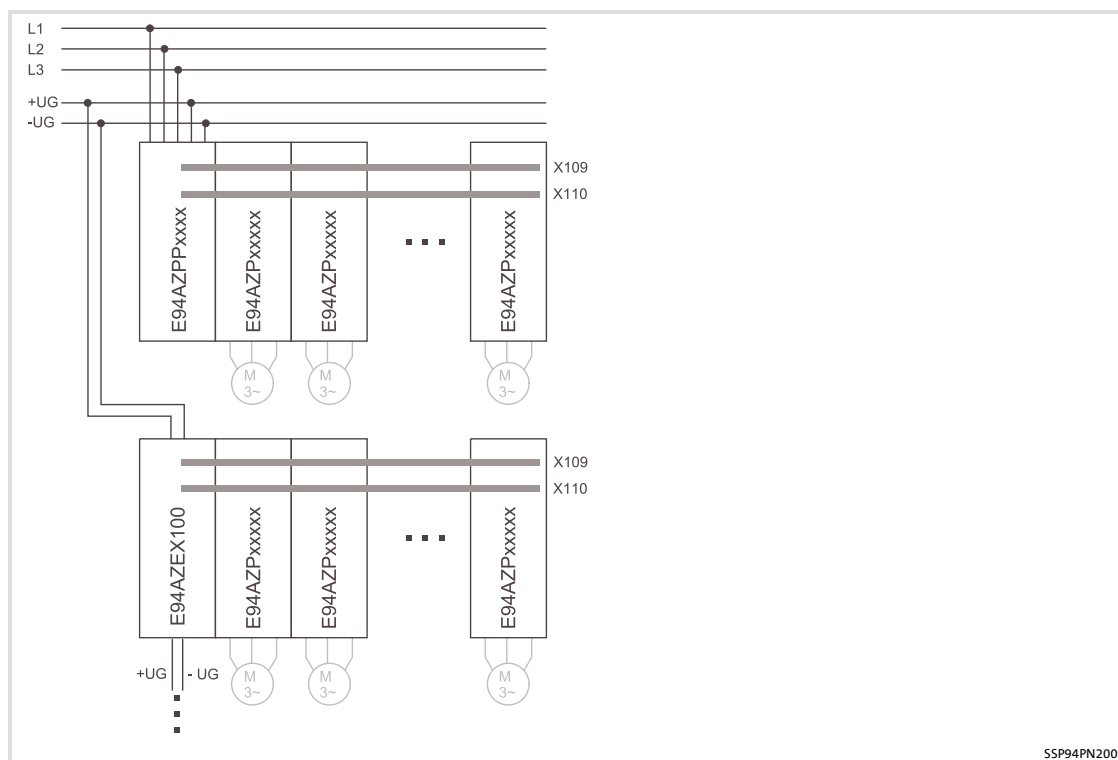 L1
L2
L3
+UG
-UG
X109
X110
E94AZPPxxxx
E94AZPxxxxx
E94AZPxxxxx
E94AZPxxxxx
M
3~
M
3~
M
3~
X109
X110
E94AZEX100
E94AZPxxxxx
E94AZPxxxxx
E94AZPxxxxx
+UG
- UG
M
3~
M
3~
M
3~
SSP94PN200